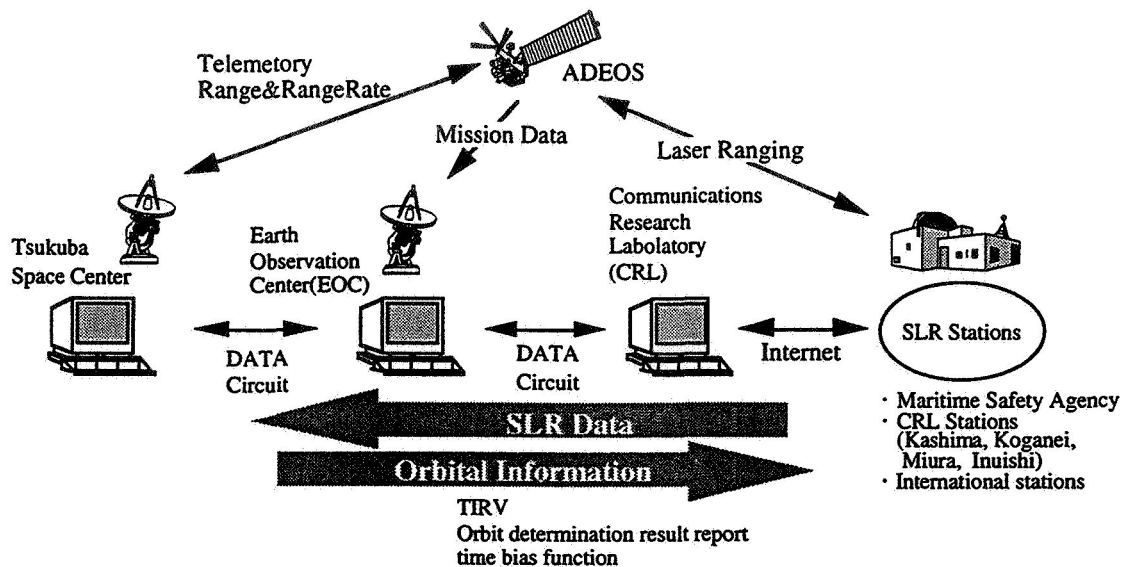 Telemetory
Range&RangeRate
ADEOS
Mission Data
Laser Ranging
Tsukuba
Space Center
Earth
Observation
Center(EOC)
Communications
Research
Labolatory
(CRL)
DATA
Circuit
DATA
Circuit
Internet
SLR Stations
SLR Data
Orbital Information
TIRV
Orbit determination result report
time bias function
· Maritime Safety Agency
· CRL Stations
(Kashima, Koganei,
Miura, Inuishi)
· International stations